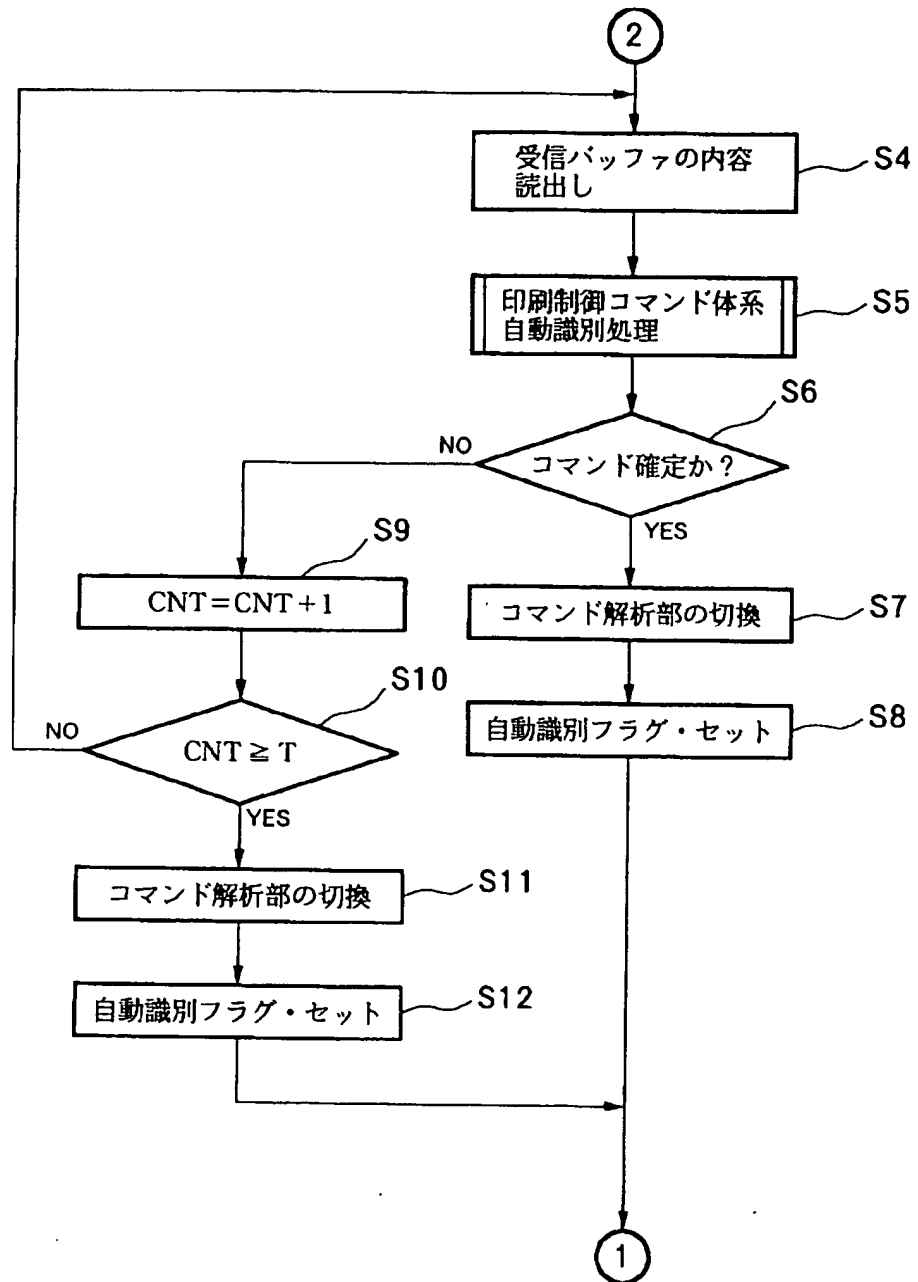 2
受信バッファの内容
読出し
S4
印刷制御コマンド体系
自動識別処理
S5
S6
コマンド確定か？
NO
YES
S9
CNT=CNT+1
コマンド解析部の切換
S7
S10
CNT≧T
NO
YES
自動識別フラグ・セット
S8
コマンド解析部の切換
S11
自動識別フラグ・セット
S12
1